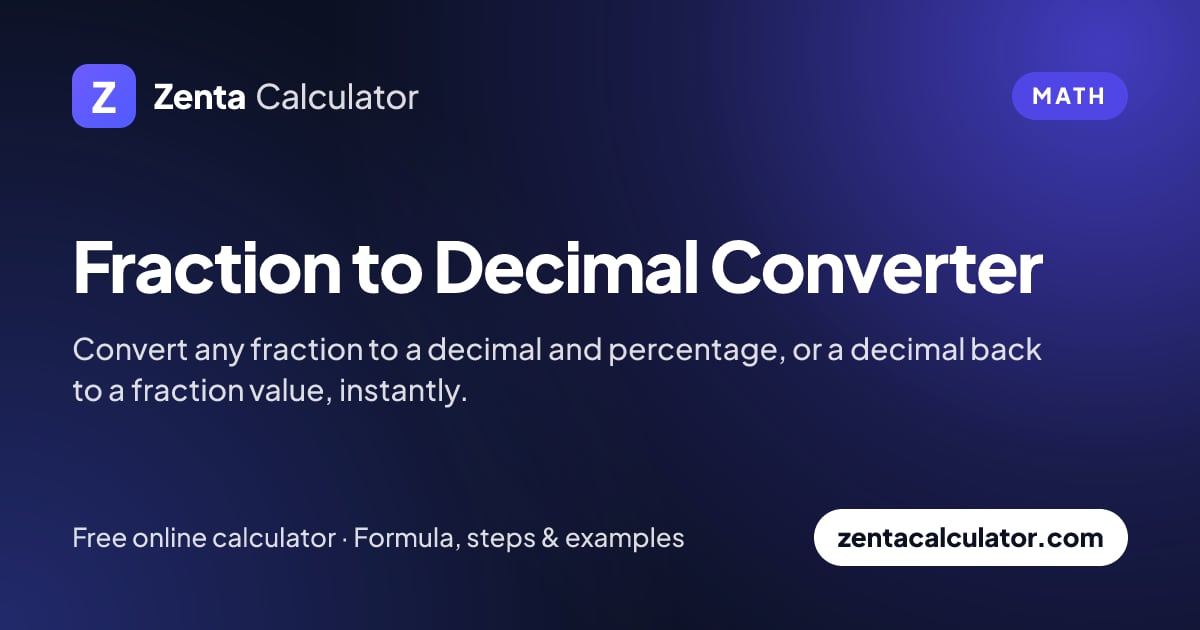 Z
Zenta Calculator
MATH
Fraction to Decimal Converter
Convert any fraction to a decimal and percentage, or a decimal back
to a fraction value, instantly.
Free online calculator · Formula, steps & examples
zentacalculator.com